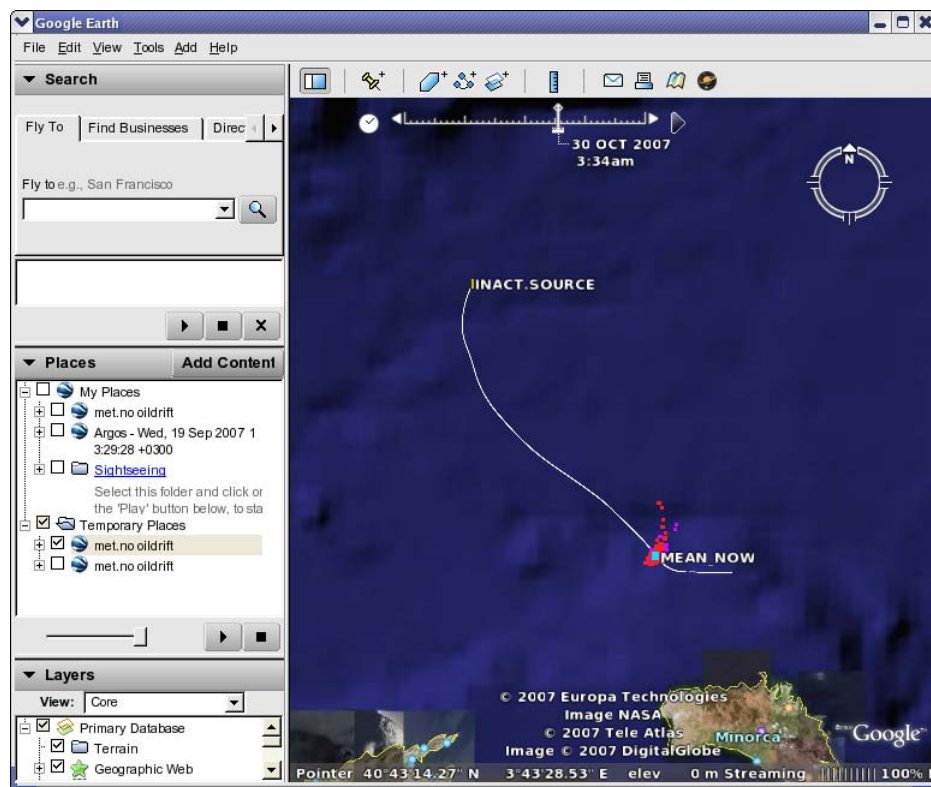 Google Earth
File Edit View Tools Add Help
Search
Fly To Find Businesses Direc
Fly to e.g., San Francisco
Places Add Content
My Places
met.no oildrift
Argos - Wed, 19 Sep 2007 1
3:29:28 +0300
Sightseeing
Select this folder and click or
the 'Play' button below, to sta
Temporary Places
met.no oildrift
met.no oildrift
Layers
View: Core
Primary Database
Terrain
Geographic Web
30 OCT 2007
3:34am
N
INACT.SOURCE
MEAN_NOW
© 2007 Europa Technologies
Image NASA
© 2007 Tele Atlas
Image © 2007 DigitalGlobe
Minorca
Google
Pointer 40°43'14.27" N 3°43'28.53" E elev 0 m Streaming 100%